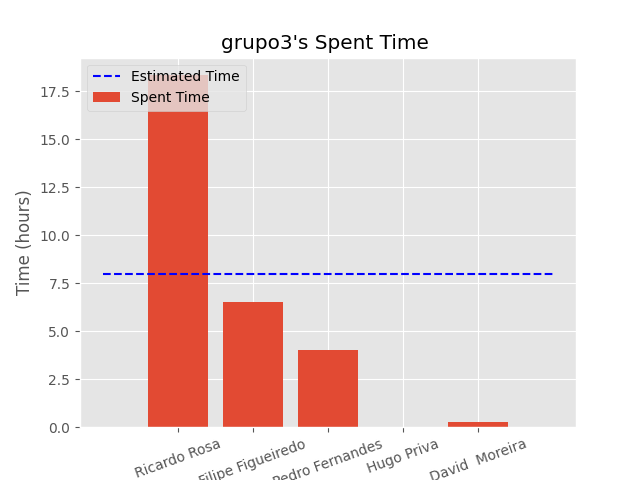 grupo3's Spent Time
Estimated Time
Spent Time
Time (hours)
17.5
15.0
12.5
10.0
7.5
5.0
2.5
0.0
Ricardo Rosa
Filipe Figueiredo
Pedro Fernandes
Hugo Priva
David  Moreira